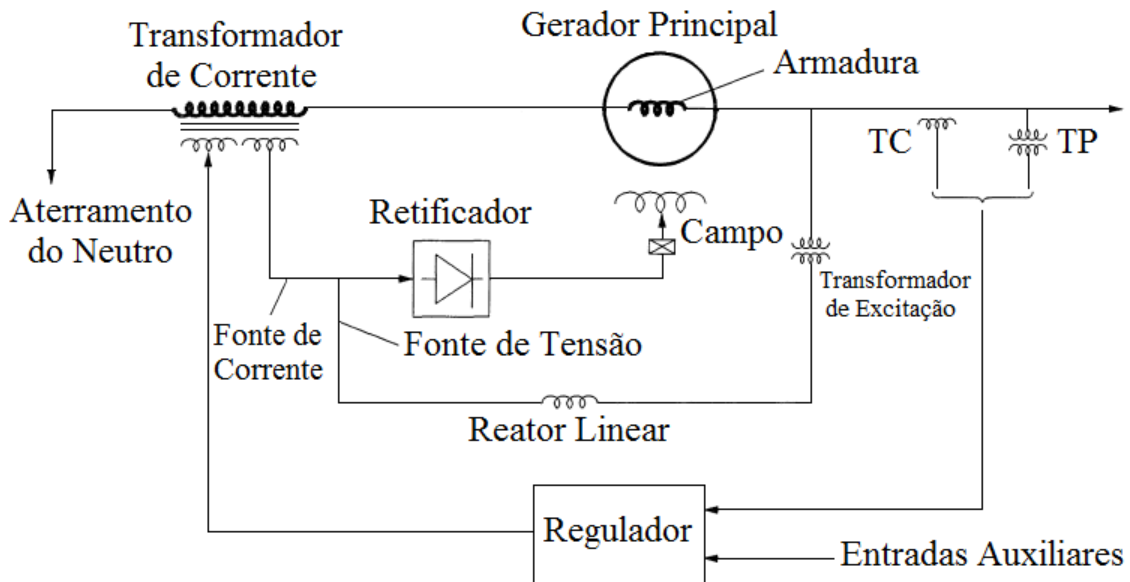 Transformador
de Corrente
Gerador Principal
Armadura
TC
TP
Aterramento
do Neutro
Retificador
Campo
Transformador
de Excitação
Fonte de
Corrente
Fonte de Tensão
Reator Linear
Regulador
Entradas Auxiliares